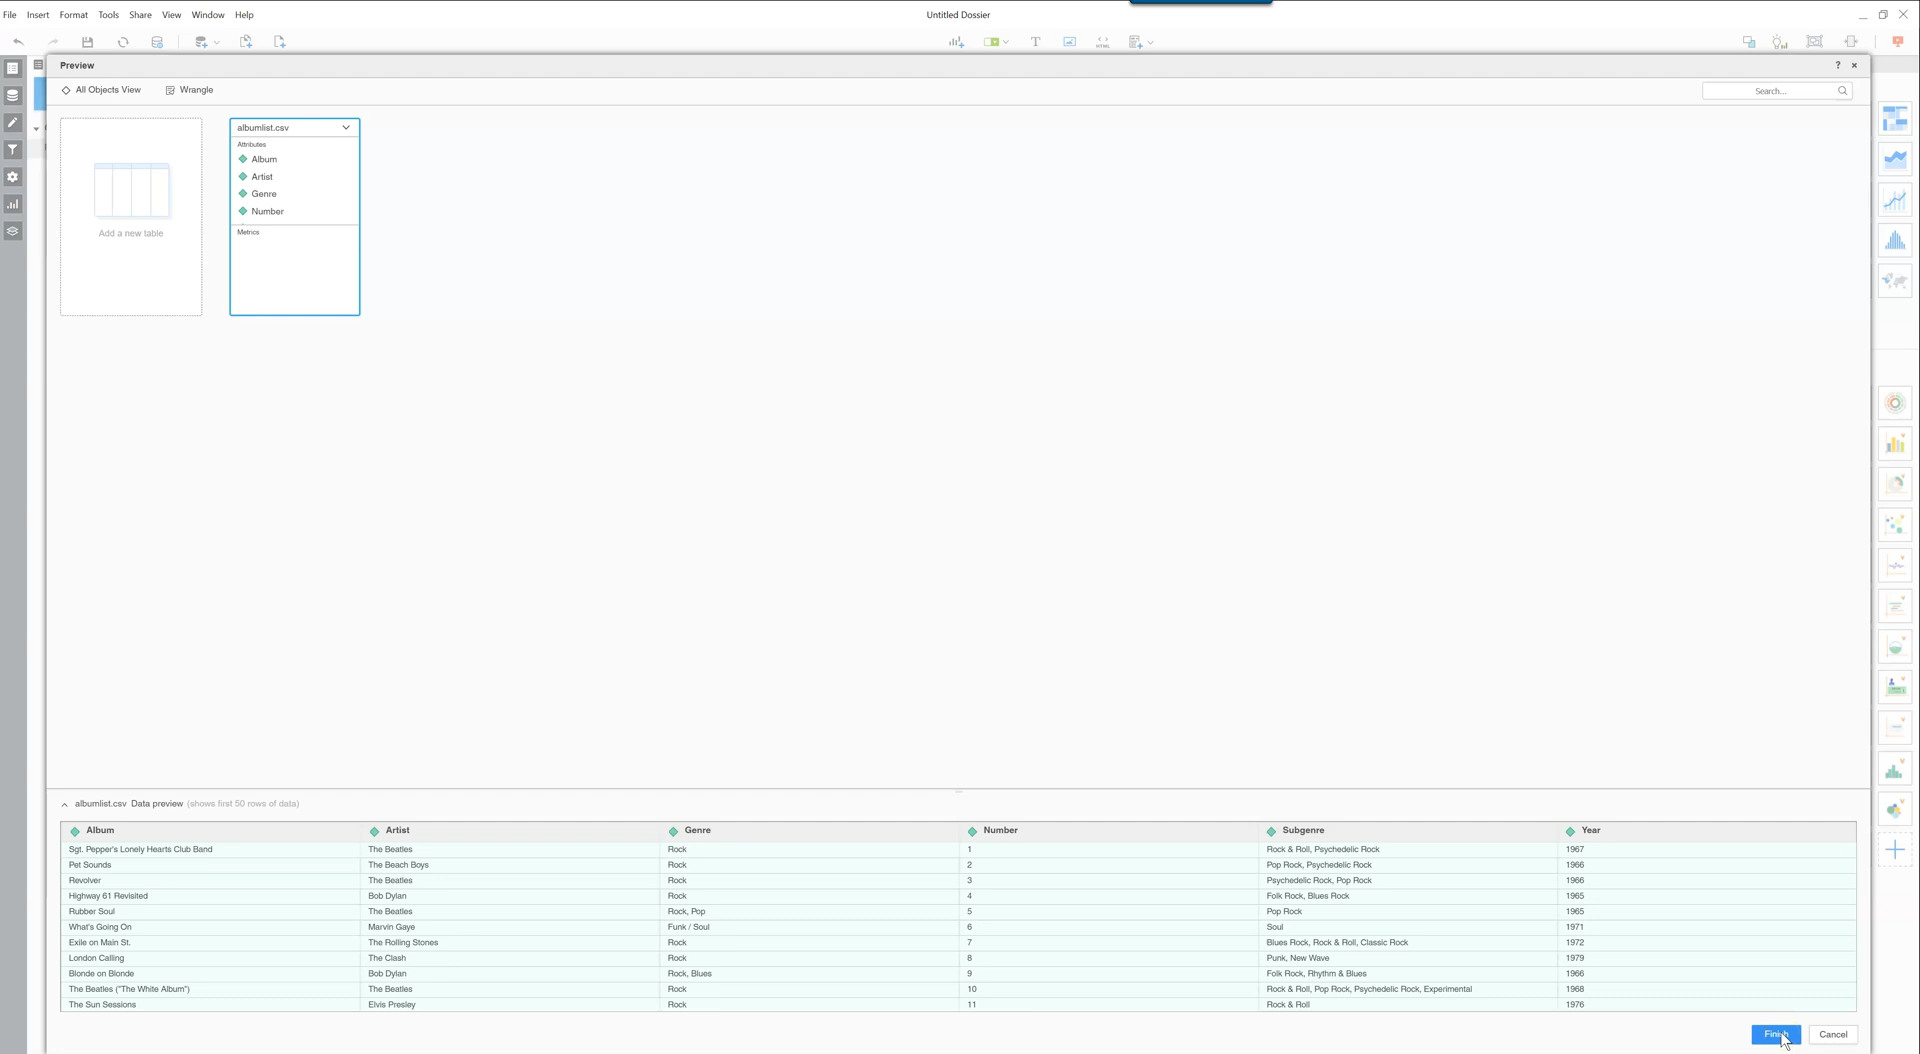 File Insert Format Tools Share View Window Help
Untitled Dossier
T
HTML
Preview
? ×
All Objects View Wrangle
Search...
Add a new table
albumlist.csv
Attributes
Album
Artist
Genre
Number
Metrics
albumlist.csv Data preview (shows first 50 rows of data)
Album Artist Genre Number Subgenre Year
Sgt. Pepper's Lonely Hearts Club Band The Beatles Rock 1 Rock & Roll, Psychedelic Rock 1967
Pet Sounds The Beach Boys Rock 2 Pop Rock, Psychedelic Rock 1966
Revolver The Beatles Rock 3 Psychedelic Rock, Pop Rock 1966
Highway 61 Revisited Bob Dylan Rock 4 Folk Rock, Blues Rock 1965
Rubber Soul The Beatles Rock, Pop 5 Pop Rock 1965
What's Going On Marvin Gaye Funk / Soul 6 Soul 1971
Exile on Main St. The Rolling Stones Rock 7 Blues Rock, Rock & Roll, Classic Rock 1972
London Calling The Clash Rock 8 Punk, New Wave 1979
Blonde on Blonde Bob Dylan Rock, Blues 9 Folk Rock, Rhythm & Blues 1966
The Beatles ("The White Album") The Beatles Rock 10 Rock & Roll, Pop Rock, Psychedelic Rock, Experimental 1968
The Sun Sessions Elvis Presley Rock 11 Rock & Roll 1976
Finish Cancel